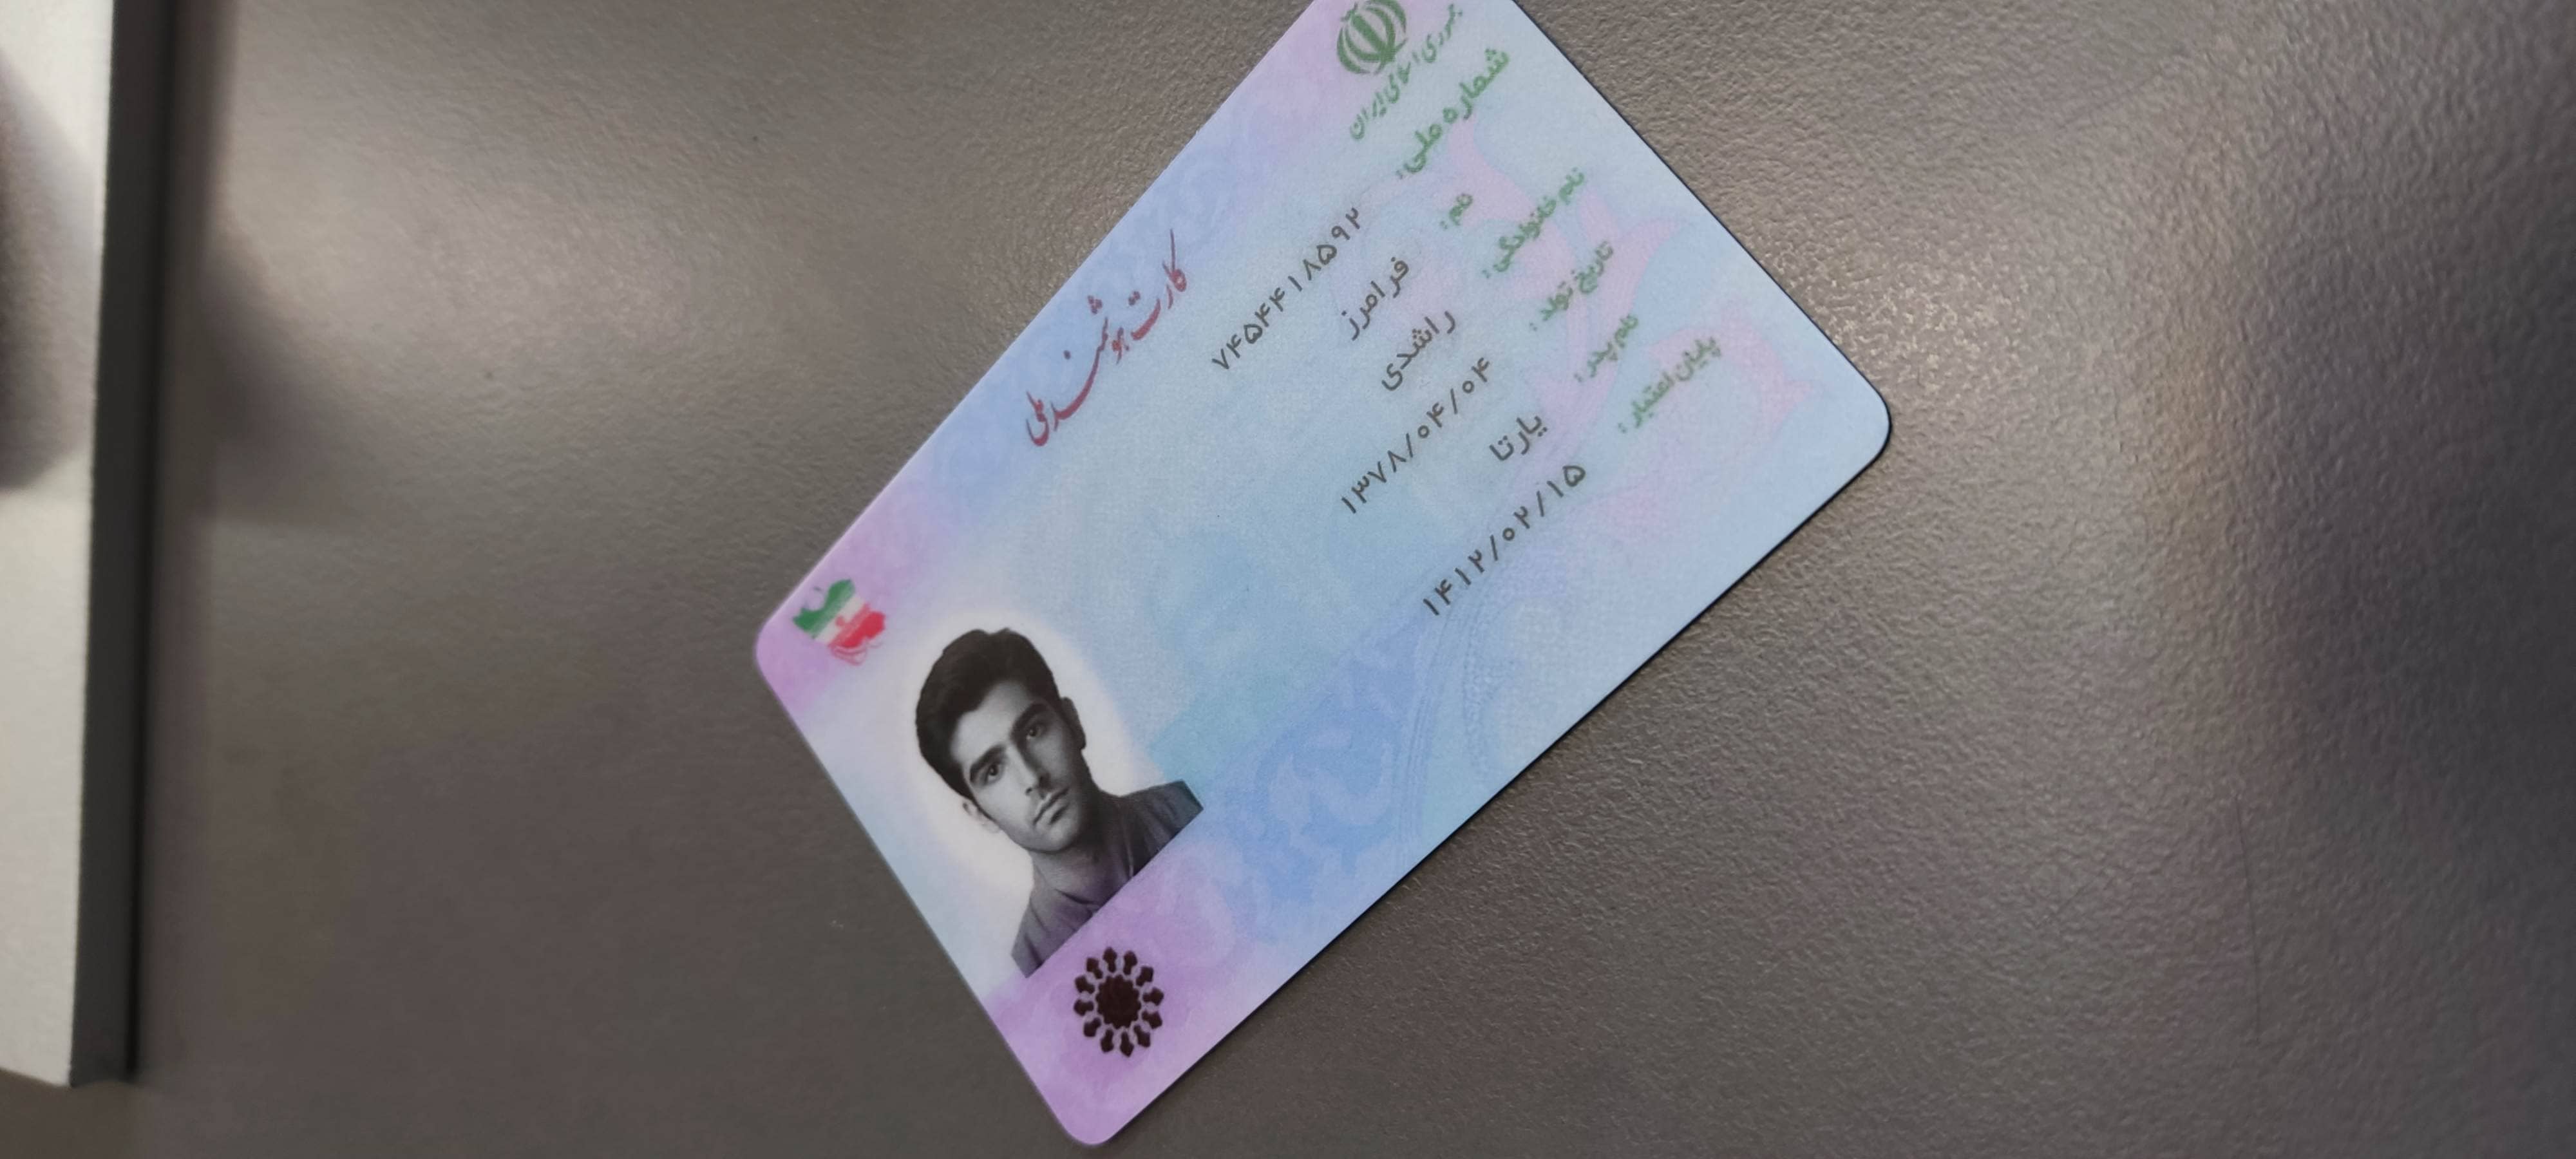 جمهوری اسلامی ایران
کارت هوشمند ملی
شماره ملی: ۷۴۵۴۴۱۸۵۹۲
نام: فرامرز
نام خانوادگی: راشدی
تاریخ تولد: ۱۳۷۸/۰۴/۰۴
نام پدر: یارتا
پایان اعتبار: ۱۴۱۲/۰۲/۱۵